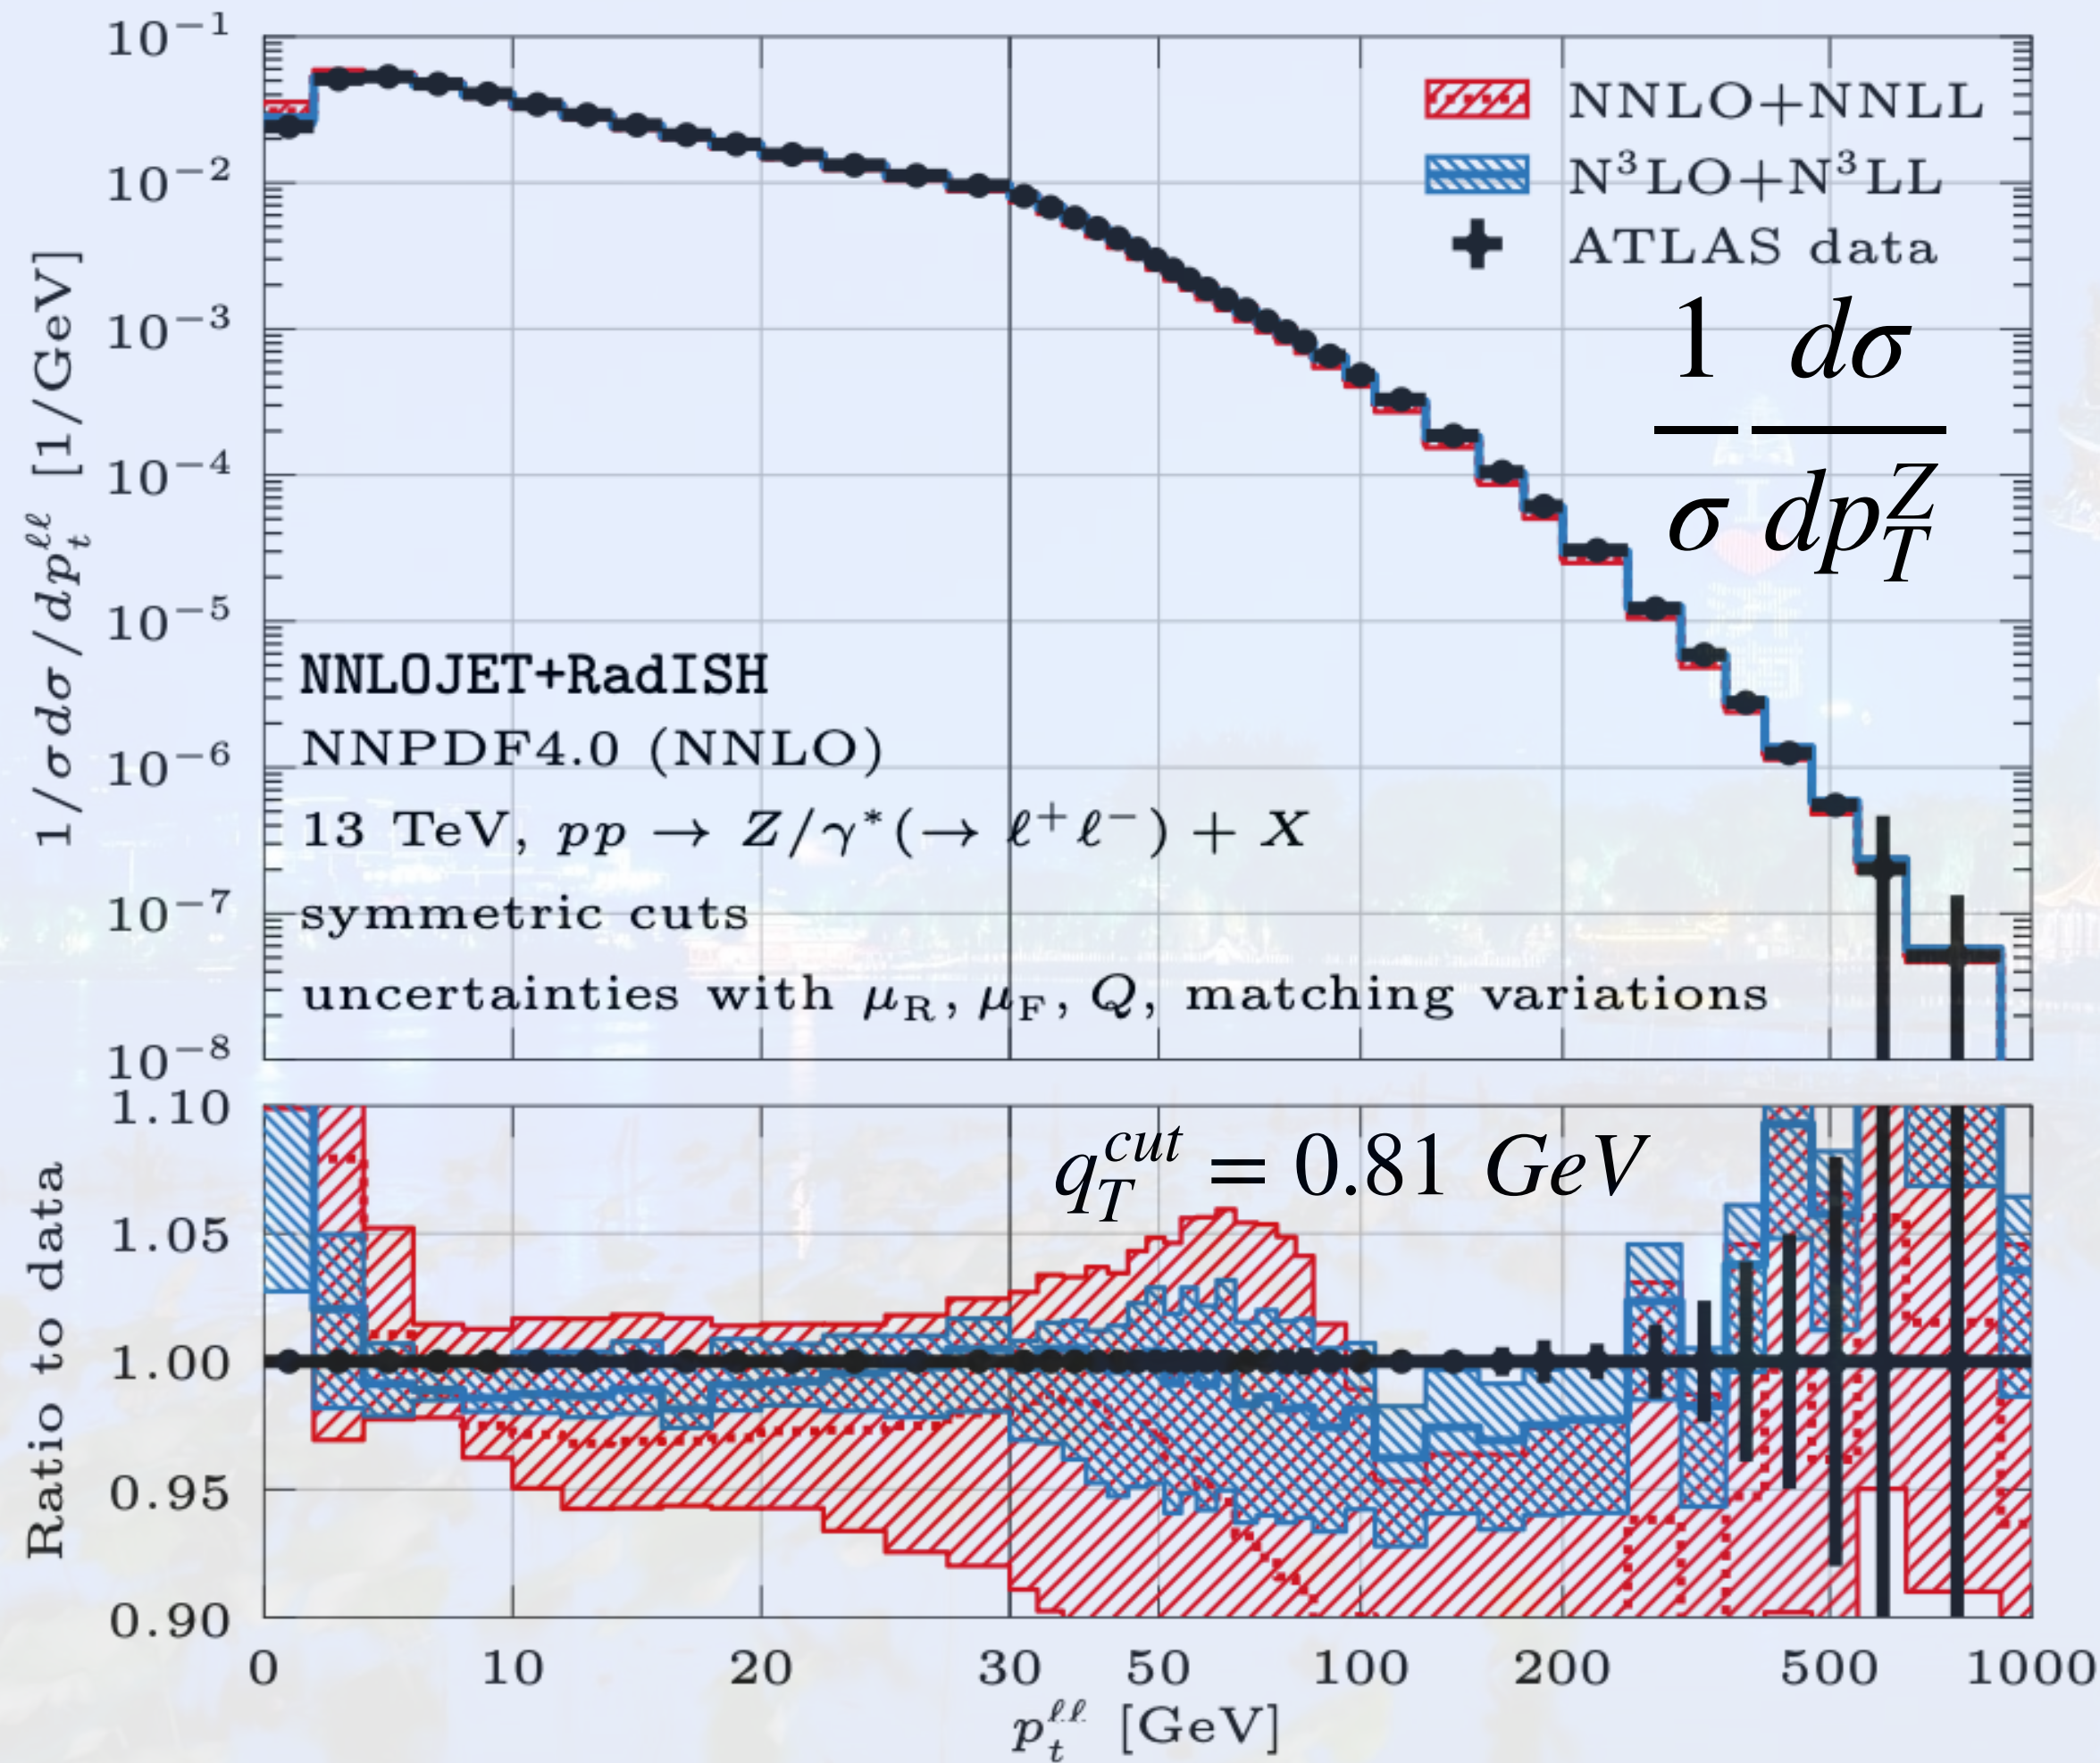 10⁻¹
10⁻²
10⁻³
10⁻⁴
10⁻⁵
10⁻⁶
10⁻⁷
10⁻⁸
1/σ dσ/dp_t^{ℓℓ} [1/GeV]
NNLO+NNLL
N³LO+N³LL
ATLAS data
1/σ dσ/dp_T^Z
NNLOJET+RadISH
NNPDF4.0 (NNLO)
13 TeV, pp → Z/γ*(→ ℓ⁺ℓ⁻) + X
symmetric cuts
uncertainties with μ_R, μ_F, Q, matching variations
1.10
1.05
1.00
0.95
0.90
Ratio to data
q_T^{cut} = 0.81 GeV
0 10 20 30 50 100 200 500 1000
p_t^{ℓℓ} [GeV]